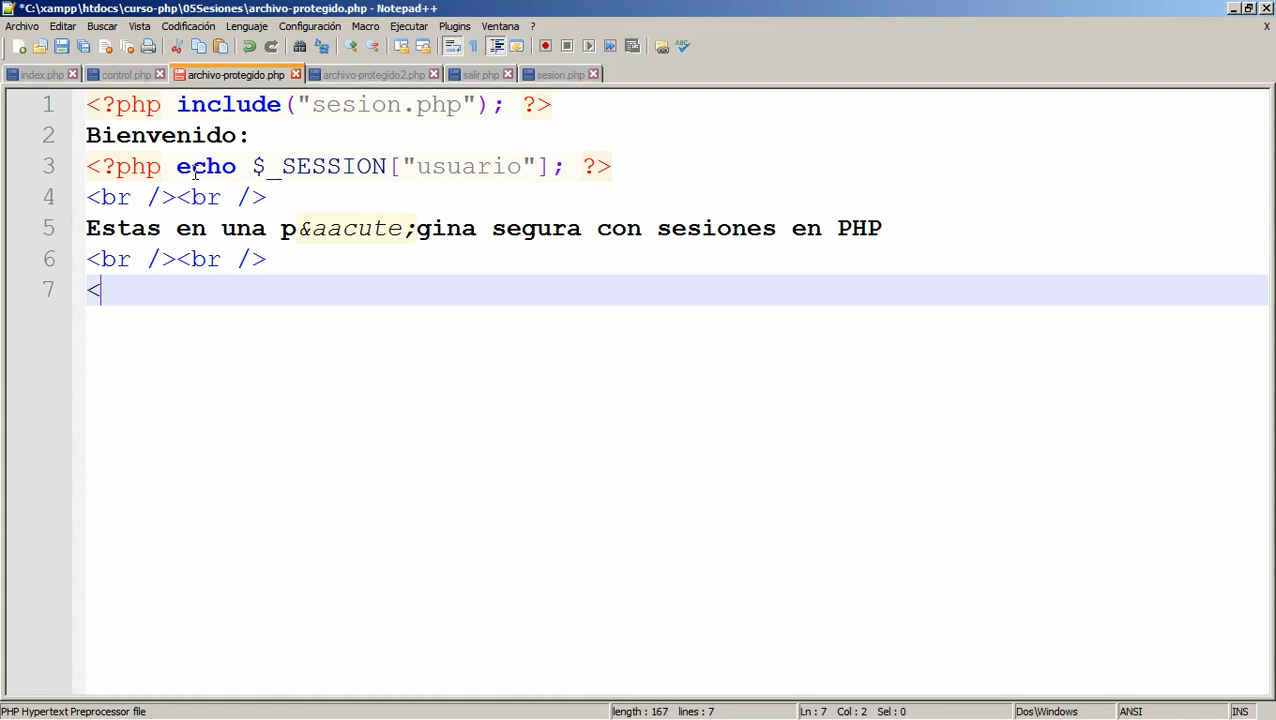 *C:\xampp\htdocs\curso-php\05Sesiones\archivo-protegido.php - Notepad++
Archivo Editar Buscar Vista Codificación Lenguaje Configuración Macro Ejecutar Plugins Ventana ? X
index.php control.php archivo-protegido.php archivo-protegido2.php salir.php sesion.php
1 <?php include("sesion.php"); ?>
2 Bienvenido:
3 <?php echo $_SESSION["usuario"]; ?>
4 <br /><br />
5 Estas en una p&aacute;gina segura con sesiones en PHP
6 <br /><br />
7 <
PHP Hypertext Preprocessor file length : 167 lines : 7 Ln : 7 Col : 2 Sel : 0 Dos\Windows ANSI INS